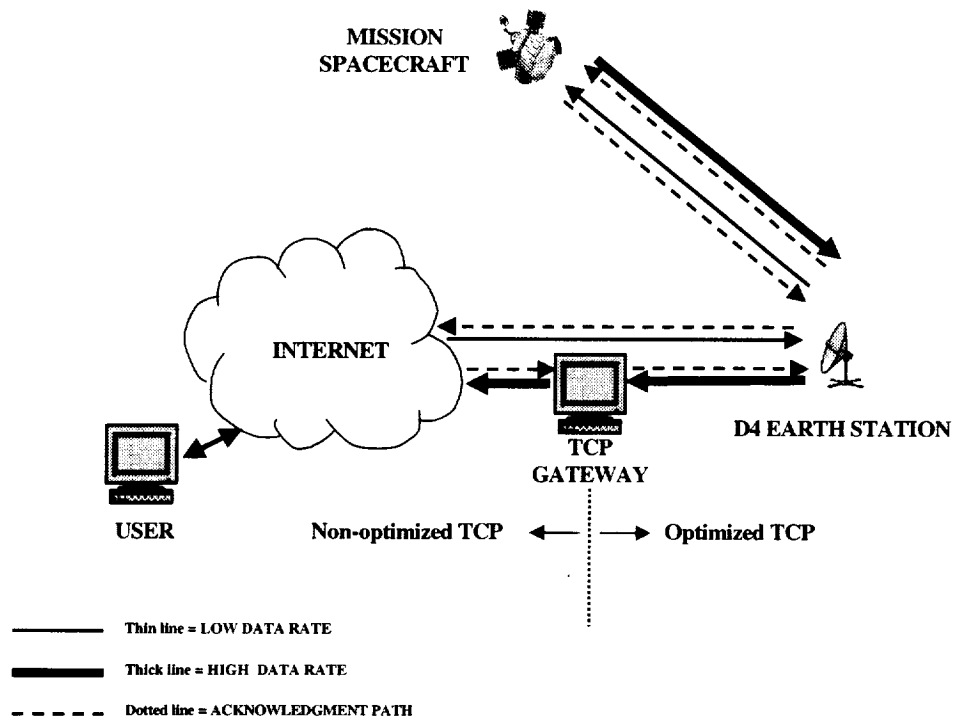 MISSION
SPACECRAFT
INTERNET
D4 EARTH STATION
TCP
GATEWAY
USER
Non-optimized TCP
Optimized TCP
Thin line = LOW DATA RATE
Thick line = HIGH DATA RATE
Dotted line = ACKNOWLEDGMENT PATH